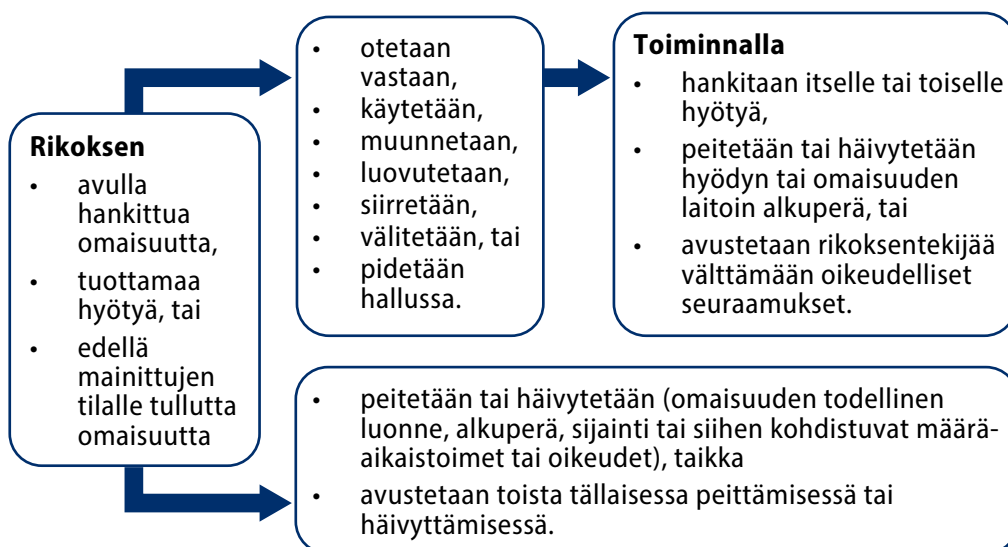 Rikoksen
• avulla
hankittua
omaisuutta,
• tuottamaa
hyötyä, tai
• edellä
mainittujen
tilalle tullutta
omaisuutta
• otetaan
vastaan,
• käytetään,
• muunnetaan,
• luovutetaan,
• siirretään,
• välitetään, tai
• pidetään
hallussa.
Toiminnalla
• hankitaan itselle tai toiselle
hyötyä,
• peitetään tai häivytetään
hyödyn tai omaisuuden
laitoin alkuperä, tai
• avustetaan rikoksentekijää
välttämään oikeudelliset
seuraamukset.
• peitetään tai häivytetään (omaisuuden todellinen
luonne, alkuperä, sijainti tai siihen kohdistuvat määrä-
aikaistoimet tai oikeudet), taikka
• avustetaan toista tällaisessa peittämisessä tai
häivyttämisessä.